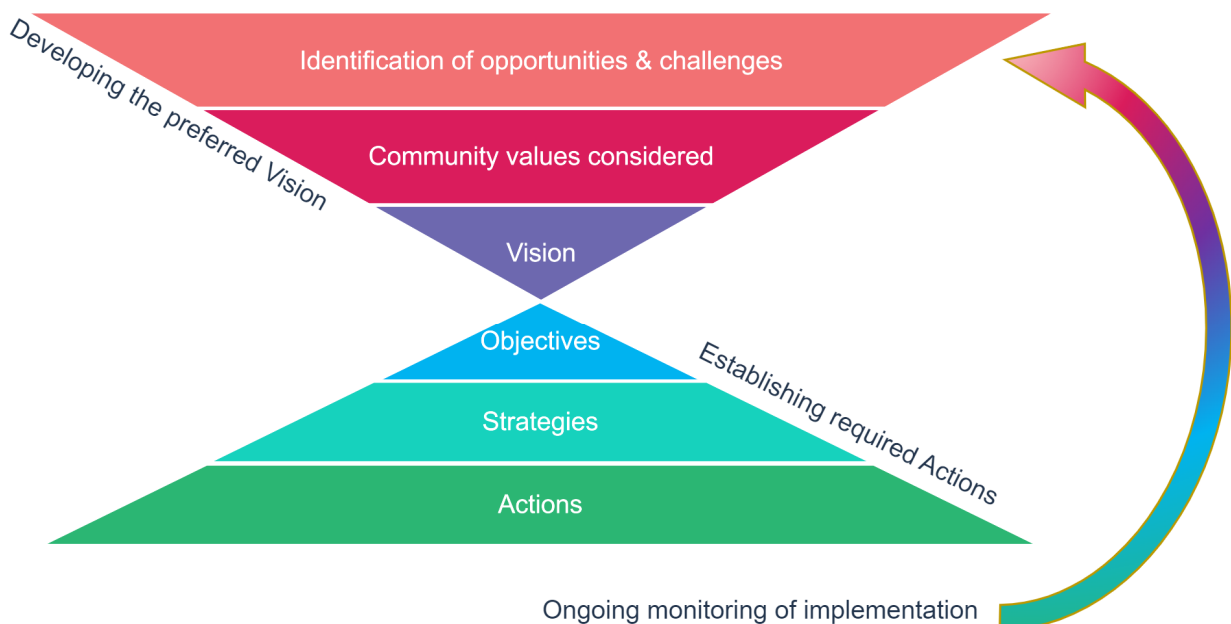 Identification of opportunities & challenges
Developing the preferred Vision
Community values considered
Vision
Objectives
Establishing required Actions
Strategies
Actions
Ongoing monitoring of implementation